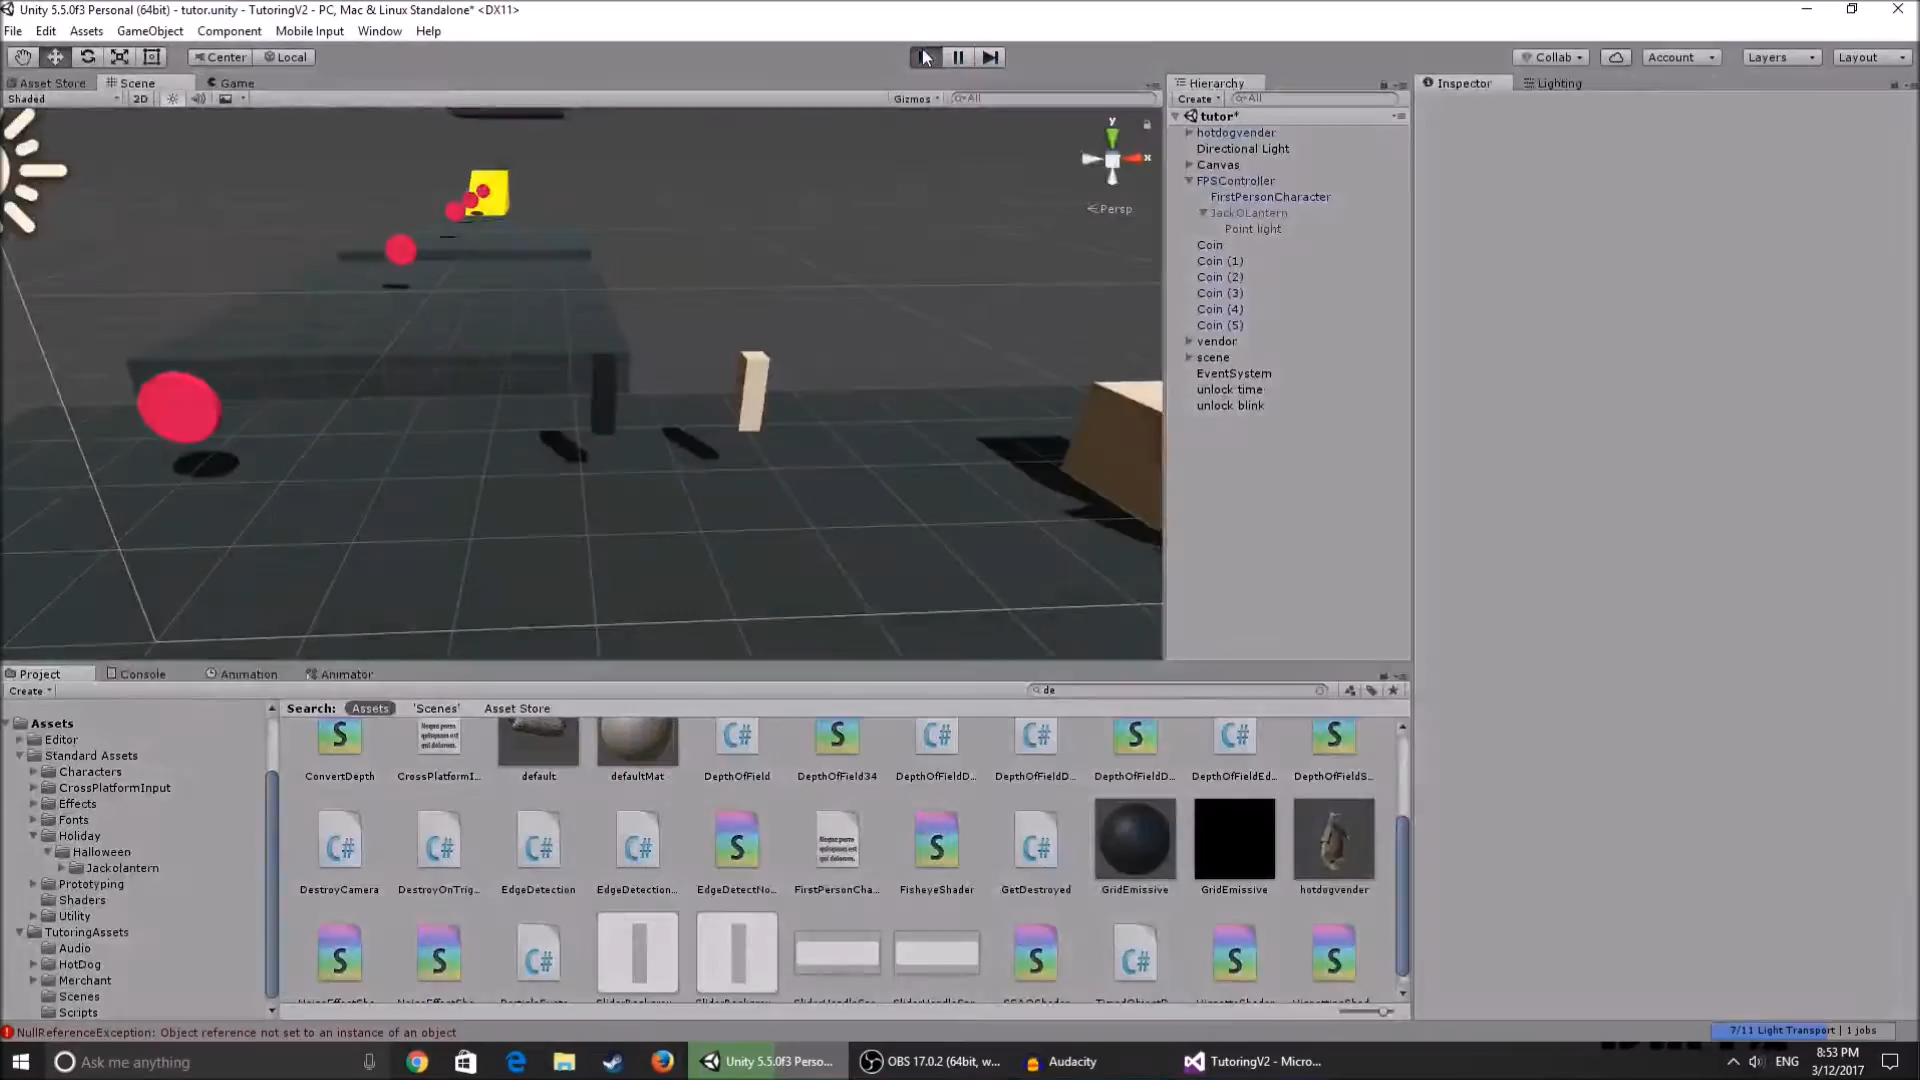 Unity 5.5.0f3 Personal (64bit) - tutor.unity - TutoringV2 - PC, Mac & Linux Standalone* <DX11>
File Edit Assets GameObject Component Mobile Input Window Help
Center Local
Collab Account Layers Layout
Asset Store Scene Game
Hierarchy
Inspector Lighting
Shaded 2D Gizmos All
Create All
tutor*
hotdogvender
Directional Light
Canvas
FPSController
FirstPersonCharacter
JackOLantern
Point light
Coin
Coin (1)
Coin (2)
Coin (3)
Coin (4)
Coin (5)
vendor
scene
EventSystem
unlock time
unlock blink
y
x
Persp
Project Console Animation Animator
Create de
Search: Assets 'Scenes' Asset Store
Assets
Editor
Standard Assets
Characters
CrossPlatformInput
Effects
Fonts
Holiday
Halloween
Jackolantern
Prototyping
Shaders
Utility
TutoringAssets
Audio
HotDog
Merchant
Scenes
Scripts
ConvertDepth CrossPlatformI... default defaultMat DepthOfField DepthOfField34 DepthOfFieldD... DepthOfFieldD... DepthOfFieldD... DepthOfFieldEd... DepthOfFieldS...
DestroyCamera DestroyOnTrig... EdgeDetection EdgeDetection... EdgeDetectNo... FirstPersonCha... FisheyeShader GetDestroyed GridEmissive GridEmissive hotdogvender
NullReferenceException: Object reference not set to an instance of an object
7/11 Light Transport | 1 jobs
Ask me anything
Unity 5.5.0f3 Perso...
OBS 17.0.2 (64bit, w...
Audacity
TutoringV2 - Micro...
ENG
8:53 PM
3/12/2017